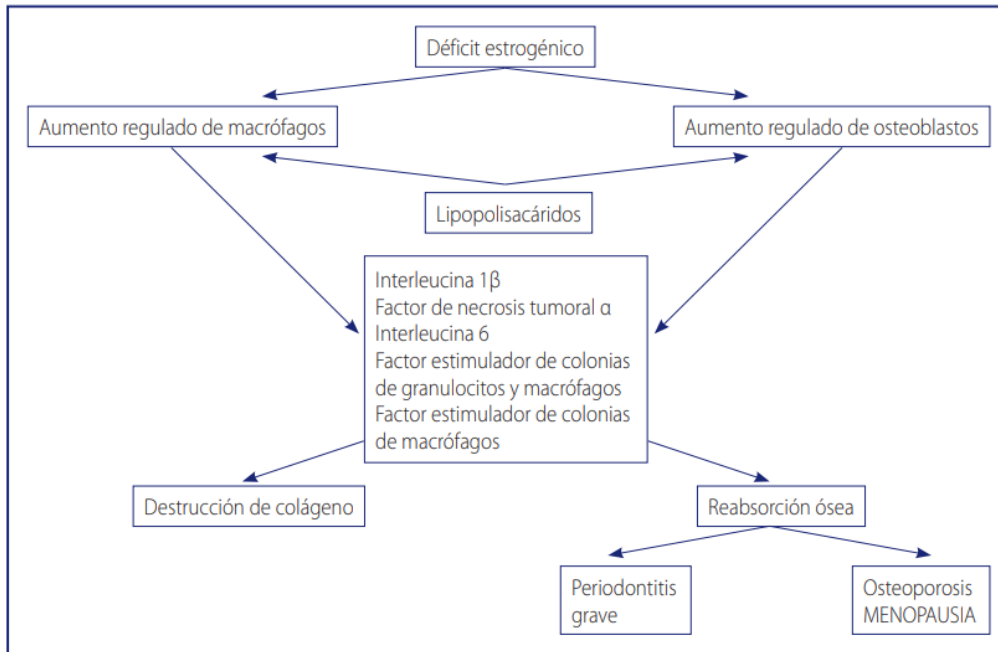 Déficit estrogénico
Aumento regulado de macrófagos
Aumento regulado de osteoblastos
Lipopolisacáridos
Interleucina 1β
Factor de necrosis tumoral α
Interleucina 6
Factor estimulador de colonias
de granulocitos y macrófagos
Factor estimulador de colonias
de macrófagos
Destrucción de colágeno
Reabsorción ósea
Periodontitis
grave
Osteoporosis
MENOPAUSIA